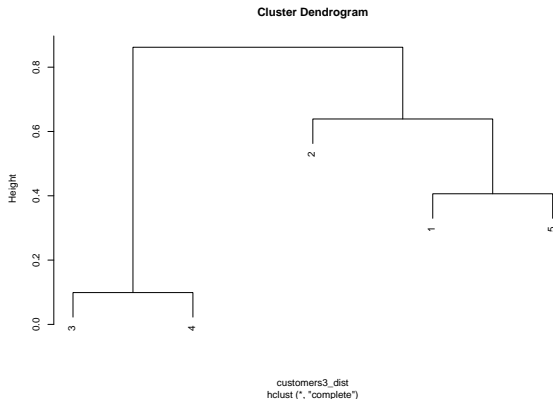 Cluster Dendrogram
Height
0.8
0.6
0.4
0.2
0.0
2
1
5
3
4
customers3_dist
hclust (*, "complete")